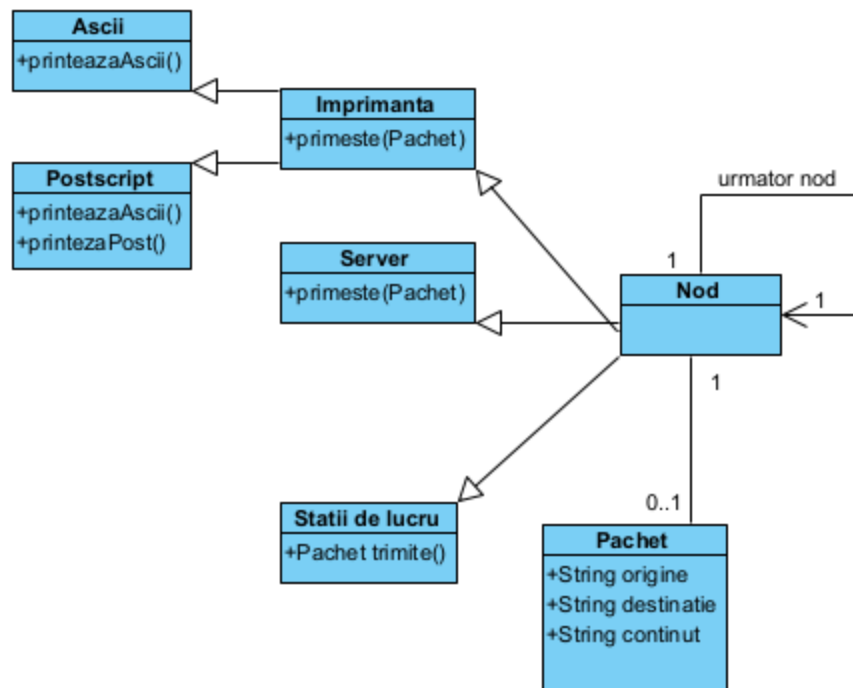 Ascii
+printeazaAscii()
Imprimanta
+primeste(Pachet)
Postscript
+printeazaAscii()
+printezaPost()
urmator nod
Server
+primeste(Pachet)
1
Nod
1
1
0..1
Statii de lucru
+Pachet trimite()
Pachet
+String origine
+String destinatie
+String continut